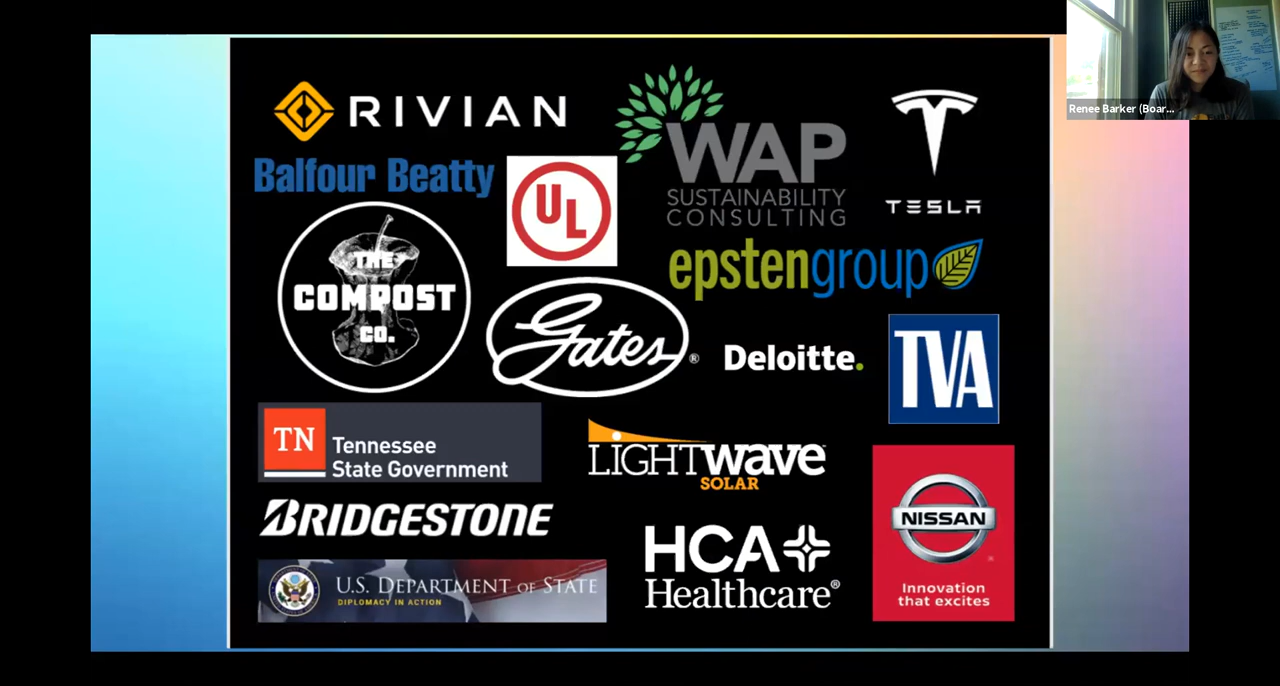 Renee Barker (Boar...
RIVIAN
WAP
SUSTAINABILITY
CONSULTING
TESLA
Balfour Beatty
UL
epstengroup
THE
COMPOST
CO.
Gates®
Deloitte.
TVA
TN
Tennessee
State Government
LIGHTwave
SOLAR
BRIDGESTONE
NISSAN
Innovation
that excites
HCA
Healthcare®
U.S. DEPARTMENT OF STATE
DIPLOMACY IN ACTION